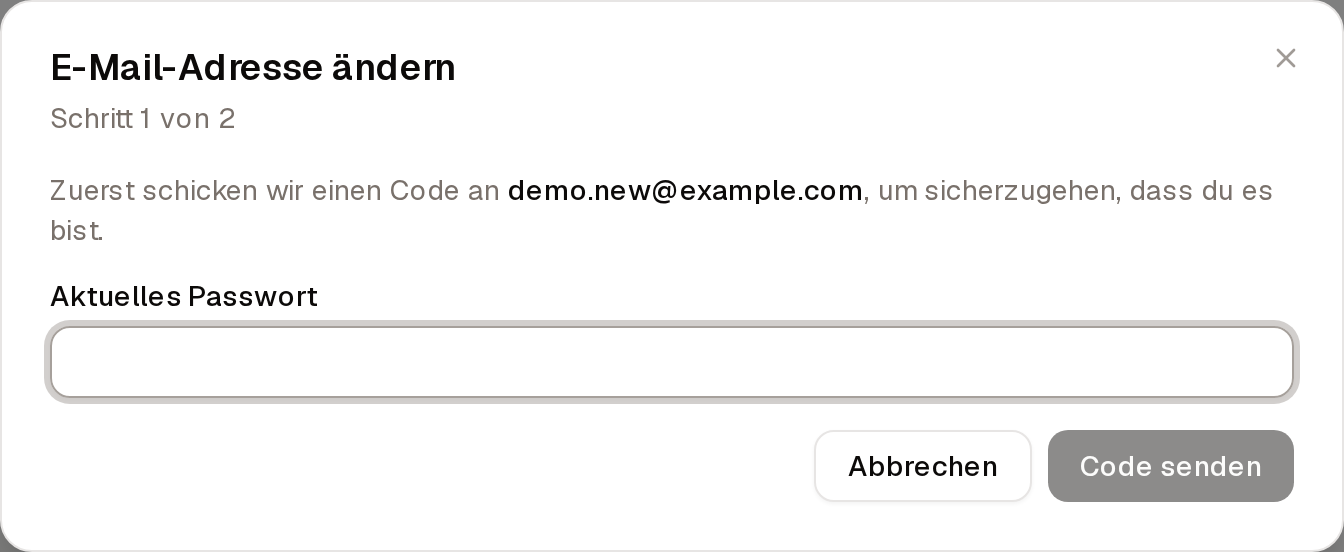 E-Mail-Adresse ändern
Schritt 1 von 2
Zuerst schicken wir einen Code an demo.new@example.com, um sicherzugehen, dass du es
bist.
Aktuelles Passwort
Abbrechen
Code senden